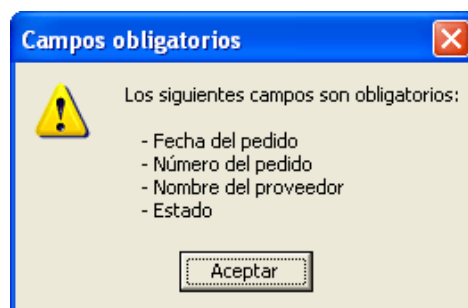 Campos obligatorios
Los siguientes campos son obligatorios:
- Fecha del pedido
- Número del pedido
- Nombre del proveedor
- Estado
Aceptar